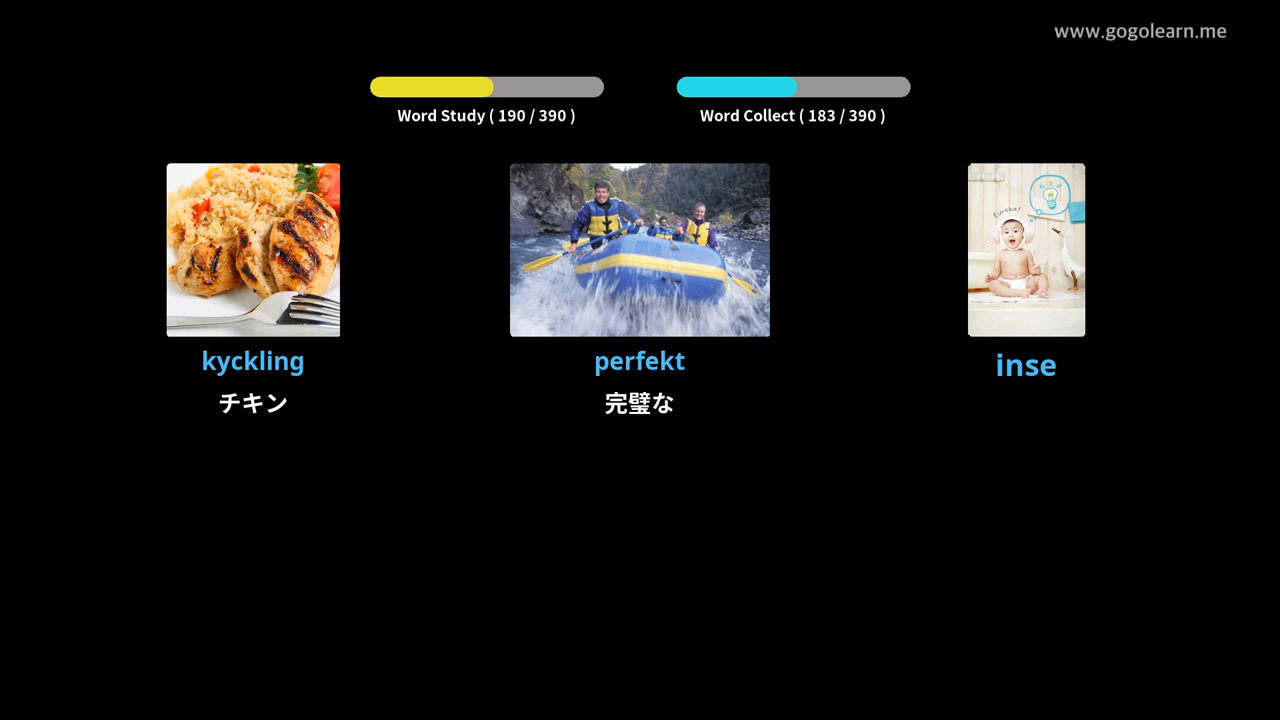 www.gogolearn.me
Word Study ( 190 / 390 )
Word Collect ( 183 / 390 )
Eureka!
kyckling
perfekt
inse
チキン
完璧な